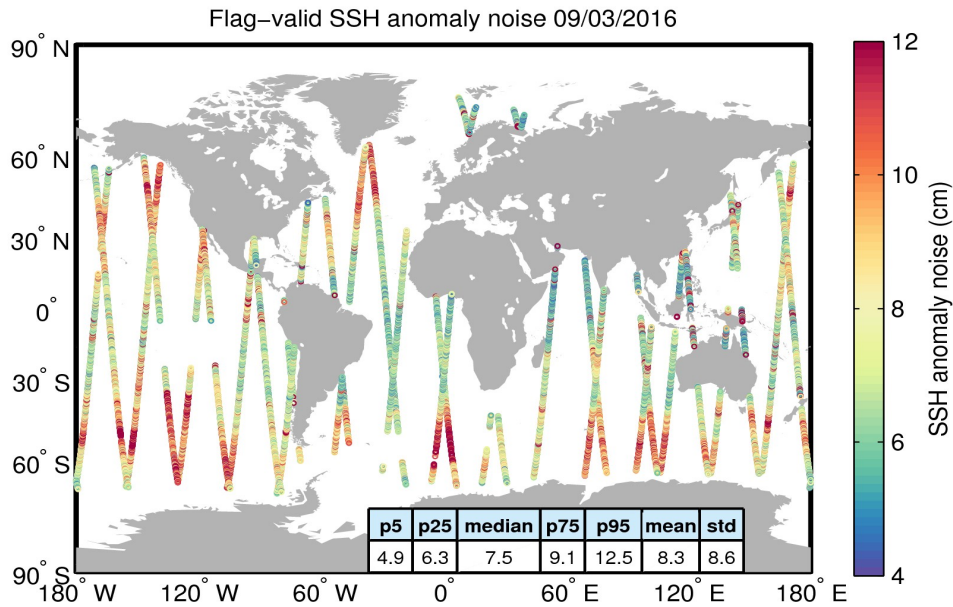 Flag−valid SSH anomaly noise 09/03/2016
90° N
60° N
30° N
0°
30° S
60° S
90° S
180° W 120° W 60° W 0° 60° E 120° E 180° E
p5 p25 median p75 p95 mean std
4.9 6.3 7.5 9.1 12.5 8.3 8.6
12
10
8
6
4
SSH anomaly noise (cm)